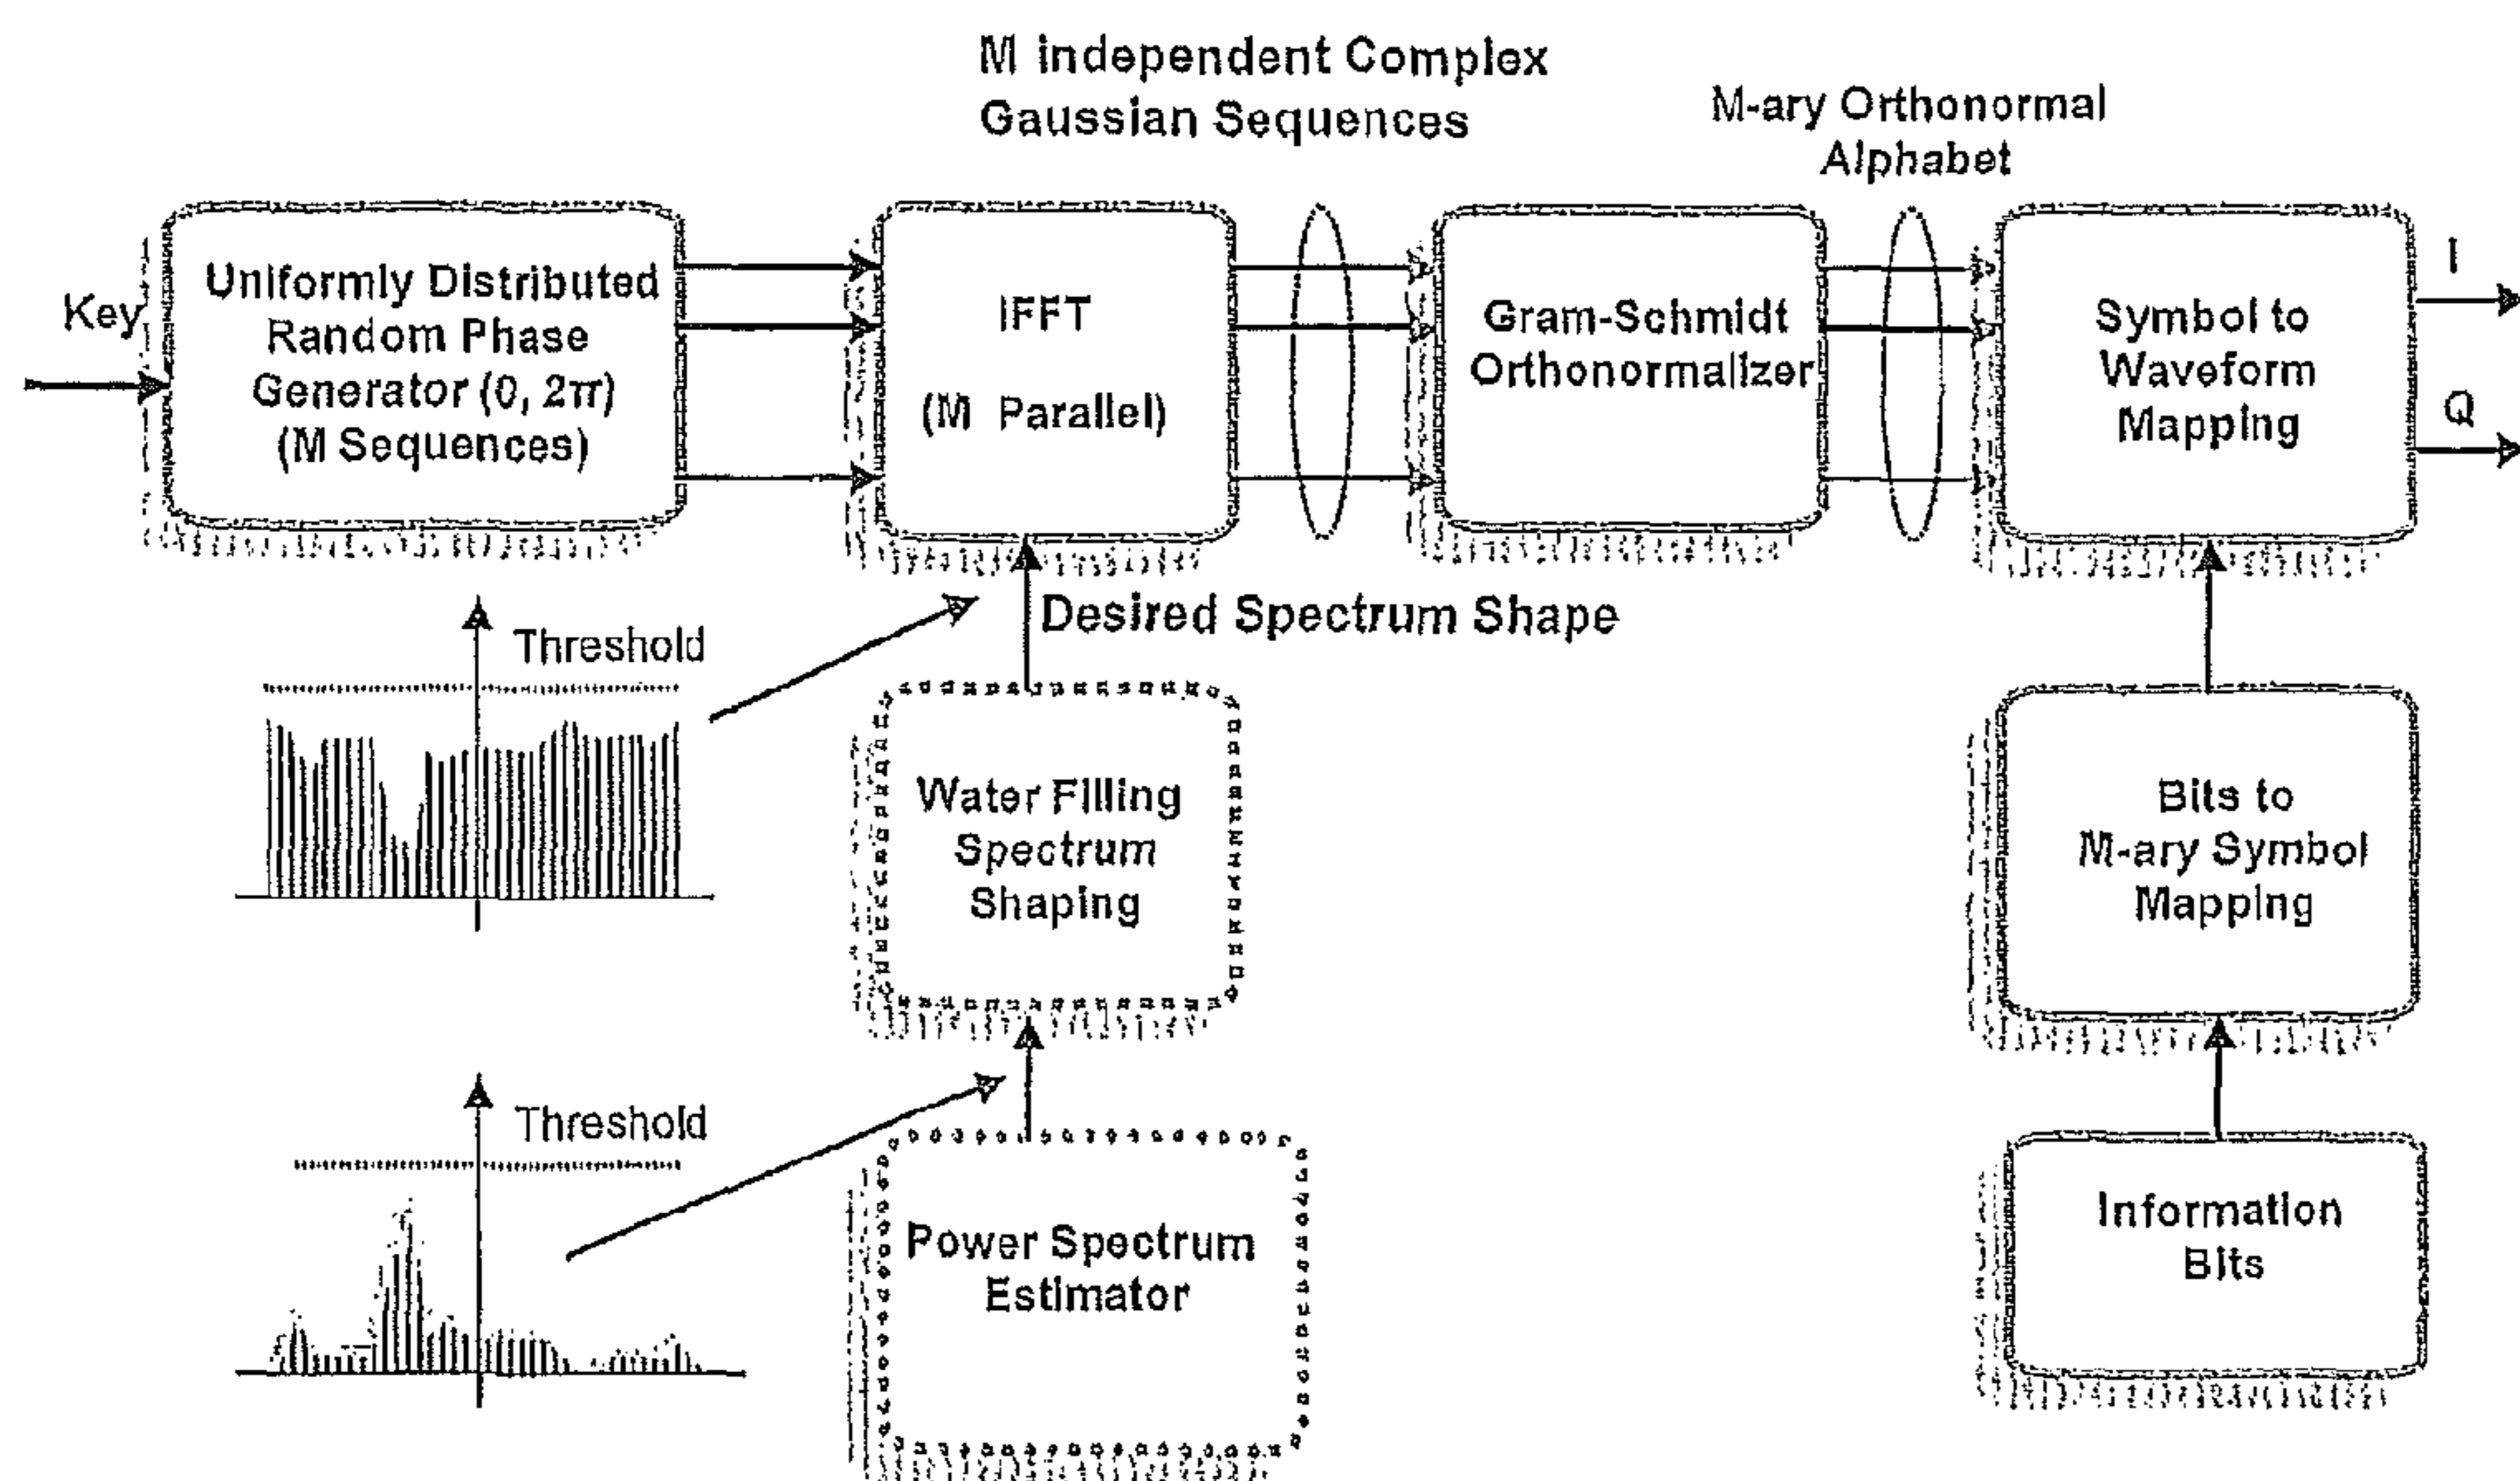 M Independent Complex
Gaussian Sequences
M-ary Orthonormal
Alphabet
Key
Uniformly Distributed
Random Phase
Generator (0, 2π)
(M Sequences)
IFFT
(M Parallel)
Gram-Schmidt
Orthonormalizer
Symbol to
Waveform
Mapping
I
Q
Threshold
Desired Spectrum Shape
Water Filling
Spectrum
Shaping
Bits to
M-ary Symbol
Mapping
Threshold
Power Spectrum
Estimator
Information
Bits